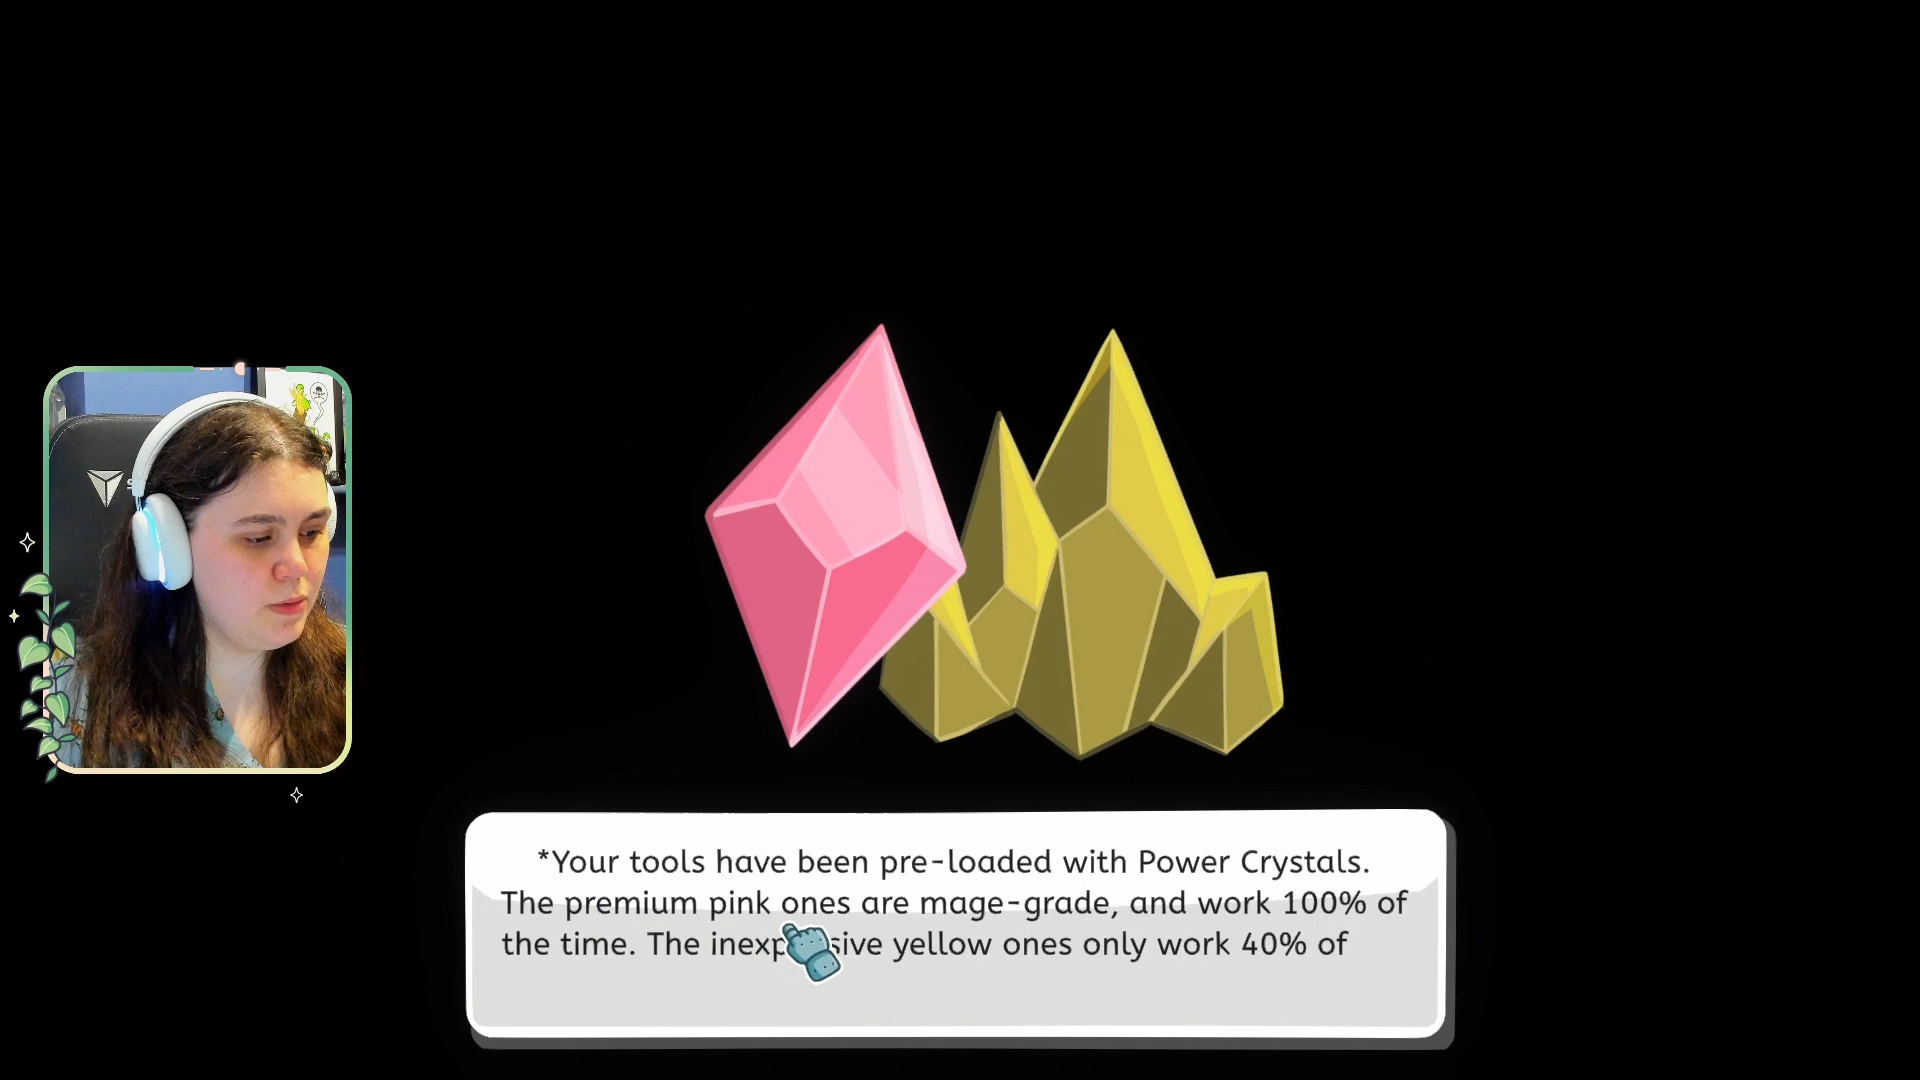 *Your tools have been pre-loaded with Power Crystals.
The premium pink ones are mage-grade, and work 100% of
the time. The inexpensive yellow ones only work 40% of